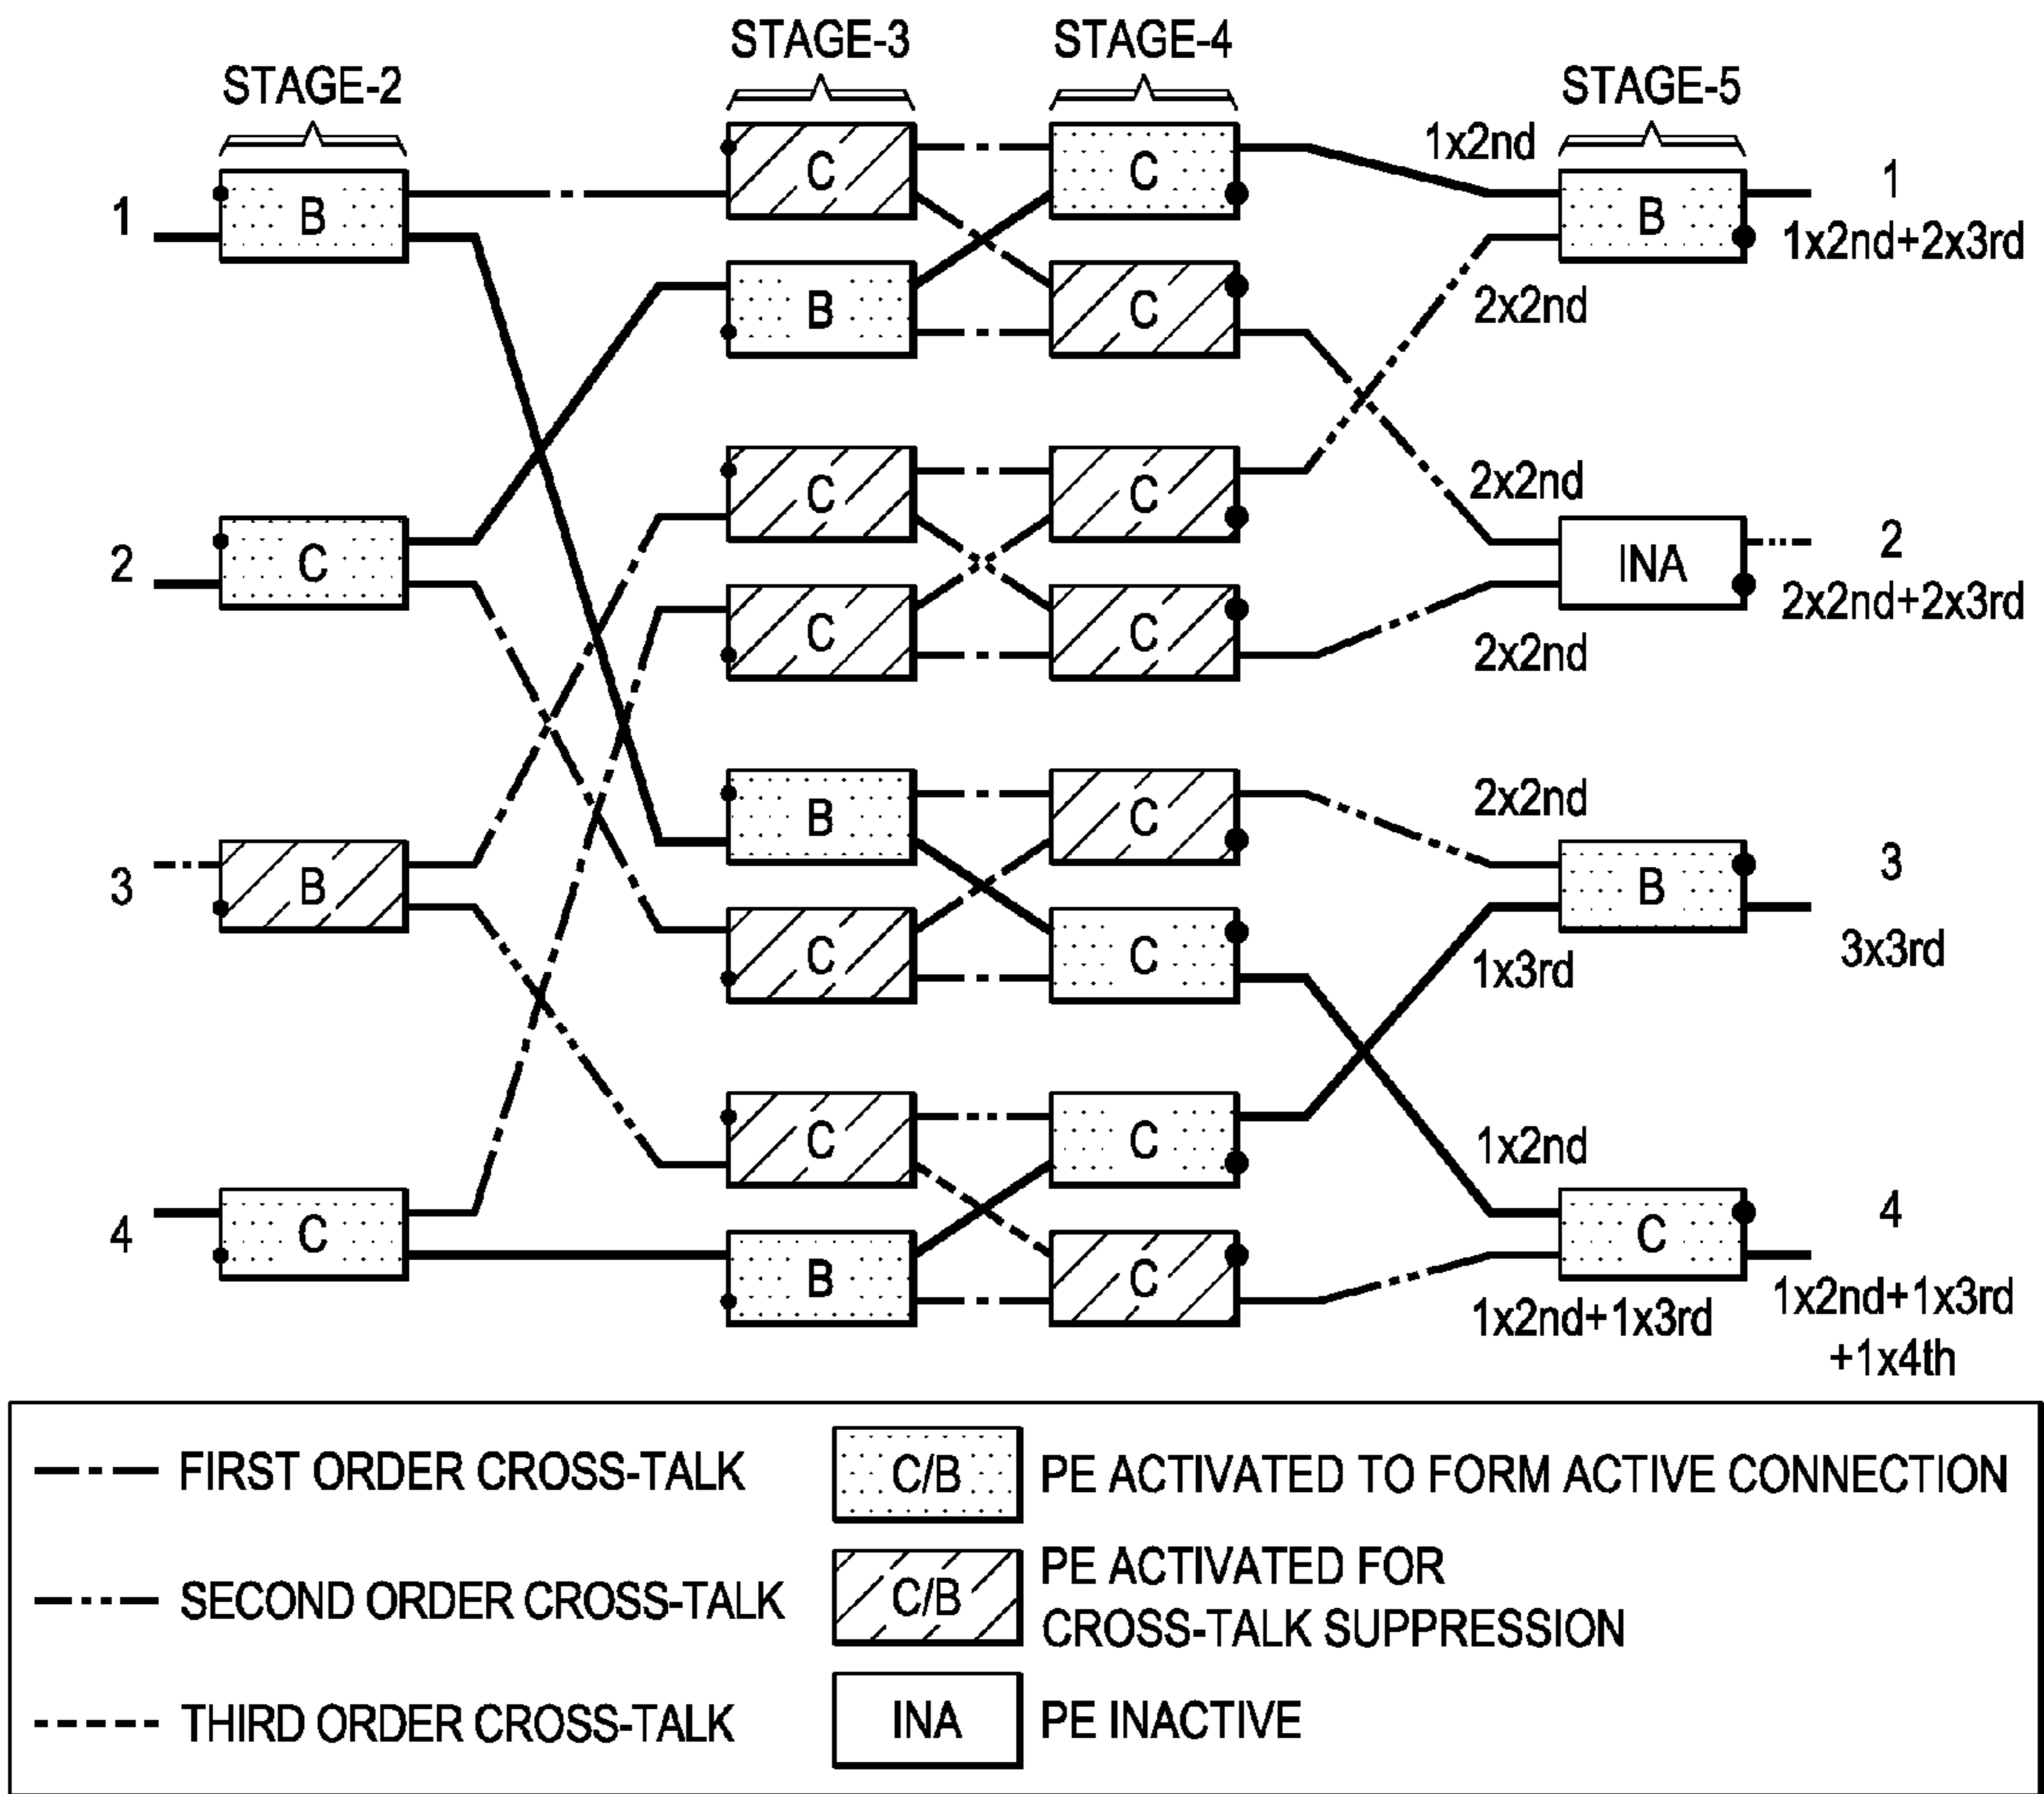 STAGE-2
STAGE-3
STAGE-4
STAGE-5
1
B
C
C
1x2nd
B
1
1x2nd+2x3rd
B
C
2x2nd
2
C
C
C
2x2nd
INA
2
2x2nd+2x3rd
C
C
2x2nd
3
B
B
C
2x2nd
B
3
3x3rd
C
C
1x3rd
4
C
C
C
1x2nd
C
4
1x2nd+1x3rd
+1x4th
B
C
1x2nd+1x3rd
FIRST ORDER CROSS-TALK
C/B
PE ACTIVATED TO FORM ACTIVE CONNECTION
SECOND ORDER CROSS-TALK
C/B
PE ACTIVATED FOR
CROSS-TALK SUPPRESSION
THIRD ORDER CROSS-TALK
INA
PE INACTIVE